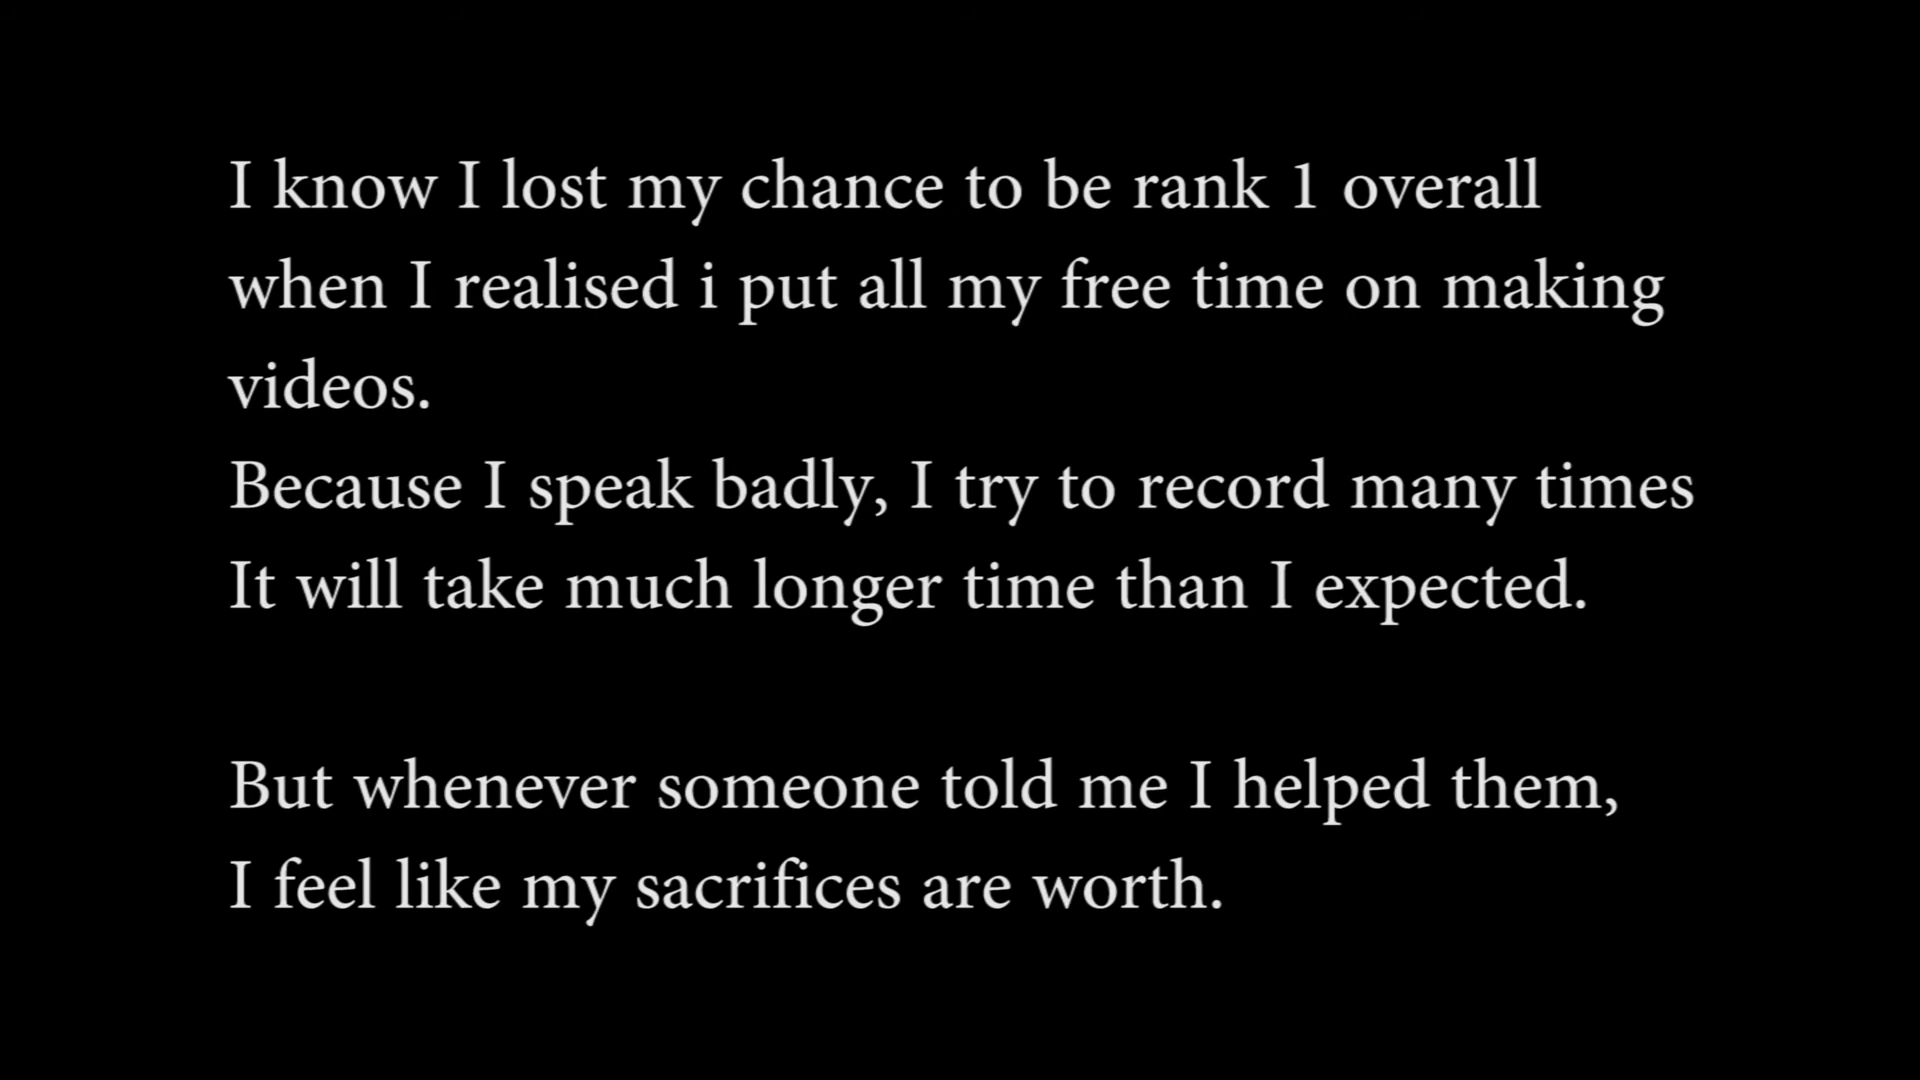 I know I lost my chance to be rank 1 overall
when I realised i put all my free time on making
videos.
Because I speak badly, I try to record many times
It will take much longer time than I expected.
But whenever someone told me I helped them,
I feel like my sacrifices are worth.